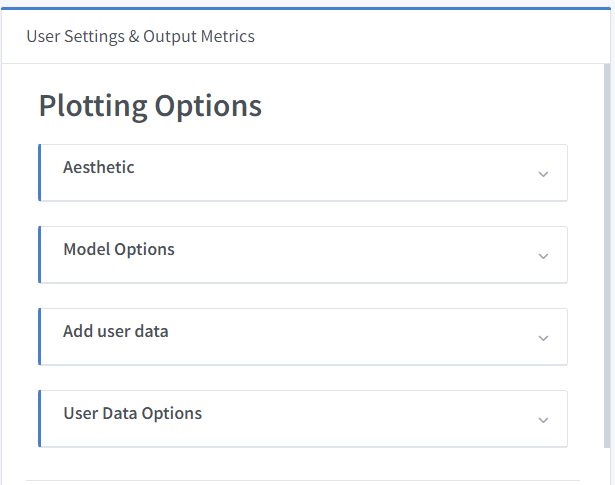 User Settings & Output Metrics
Plotting Options
Aesthetic
Model Options
Add user data
User Data Options